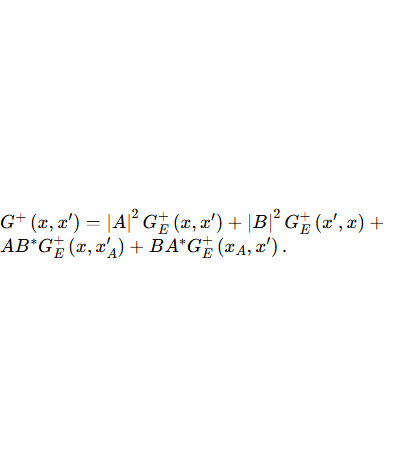 G⁺ (x, x′) = |A|² G_E⁺ (x, x′) + |B|² G_E⁺ (x′, x) +
AB* G_E⁺ (x, x′_A) + BA* G_E⁺ (x_A, x′) .